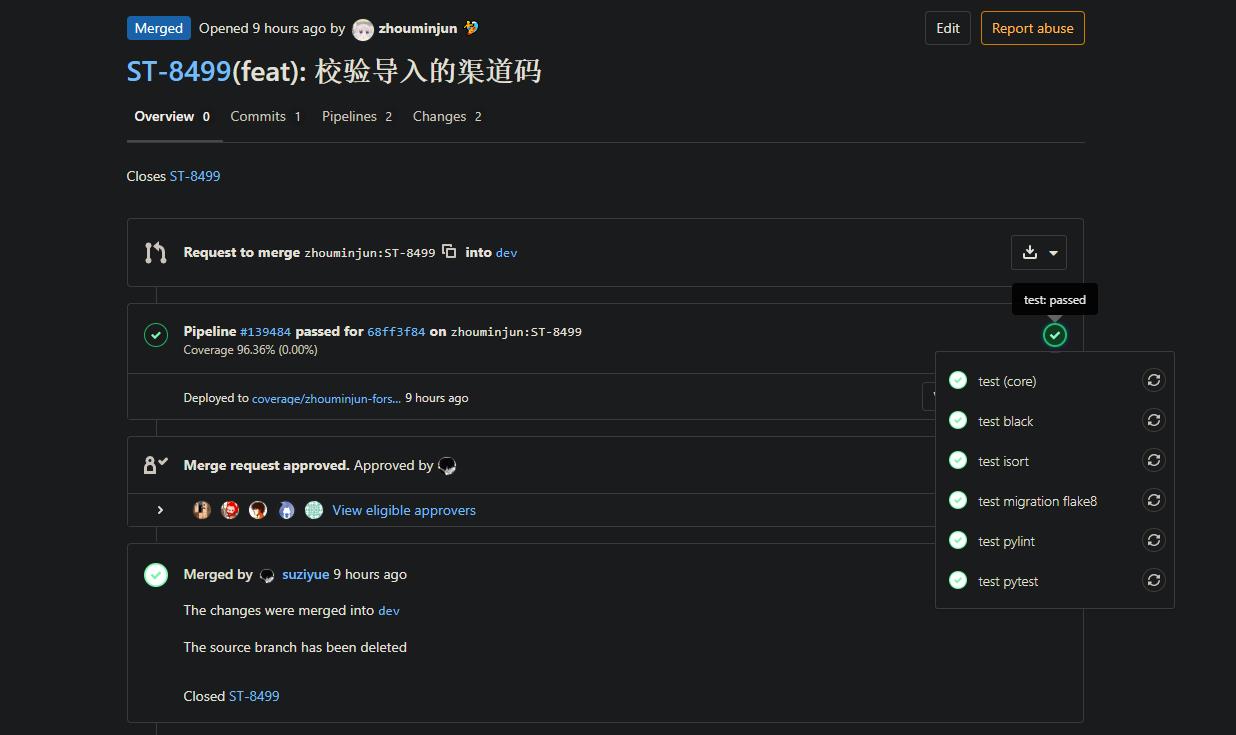 Merged Opened 9 hours ago by zhouminjun Edit Report abuse
ST-8499(feat): 校验导入的渠道码
Overview 0 Commits 1 Pipelines 2 Changes 2
Closes ST-8499
Request to merge zhouminjun:ST-8499 into dev
test: passed
Pipeline #139484 passed for 68ff3f84 on zhouminjun:ST-8499
Coverage 96.36% (0.00%)
Deployed to coverage/zhouminjun-fors... 9 hours ago
Merge request approved. Approved by
View eligible approvers
Merged by suziyue 9 hours ago
The changes were merged into dev
The source branch has been deleted
Closed ST-8499
test (core)
test black
test isort
test migration flake8
test pylint
test pytest